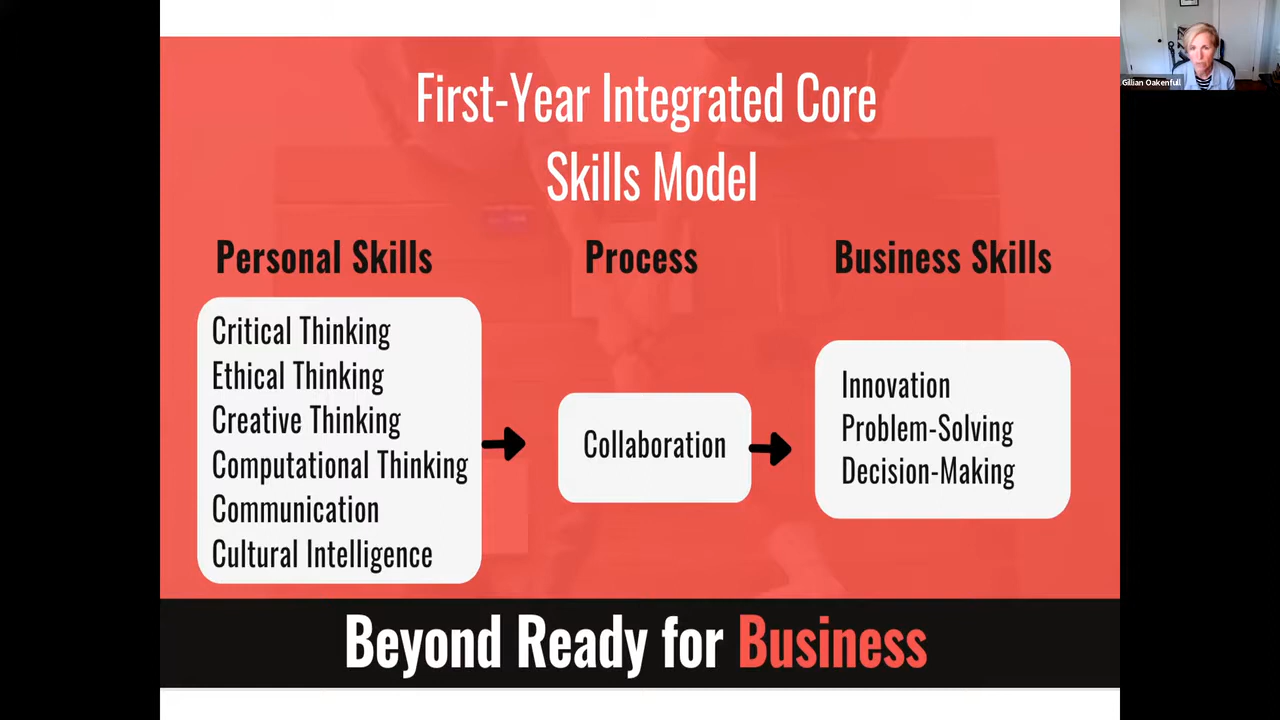 First-Year Integrated Core
Skills Model
Personal Skills
Critical Thinking
Ethical Thinking
Creative Thinking
Computational Thinking
Communication
Cultural Intelligence
Process
Collaboration
Business Skills
Innovation
Problem-Solving
Decision-Making
Beyond Ready for Business
Gillian Oakenfull